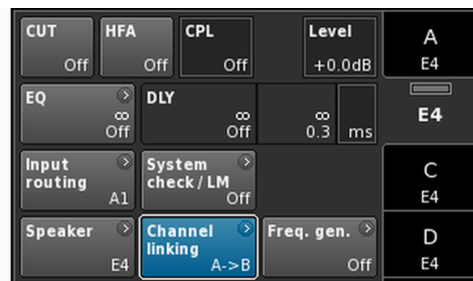 CUT HFA CPL Level A
Off Off Off +0.0dB E4
EQ DLY
∞ ∞ ∞ E4
Off Off 0.3 ms
Input routing System check / LM C
A1 Off E4
Speaker Channel linking Freq. gen. D
E4 A->B Off E4